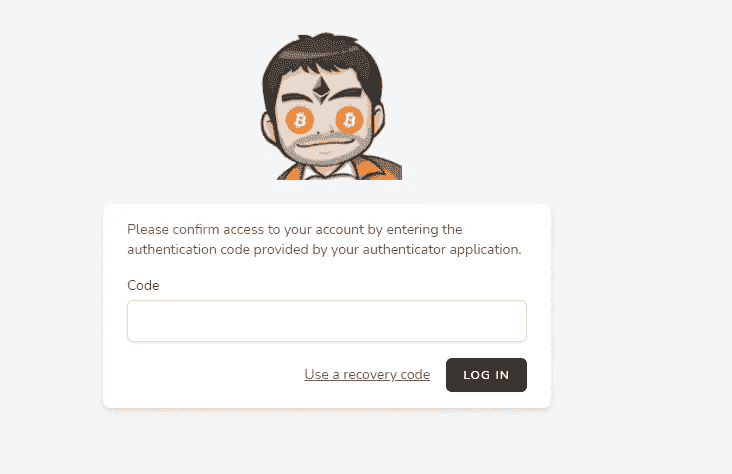 Please confirm access to your account by entering the
authentication code provided by your authenticator application.
Code
Use a recovery code
LOG IN